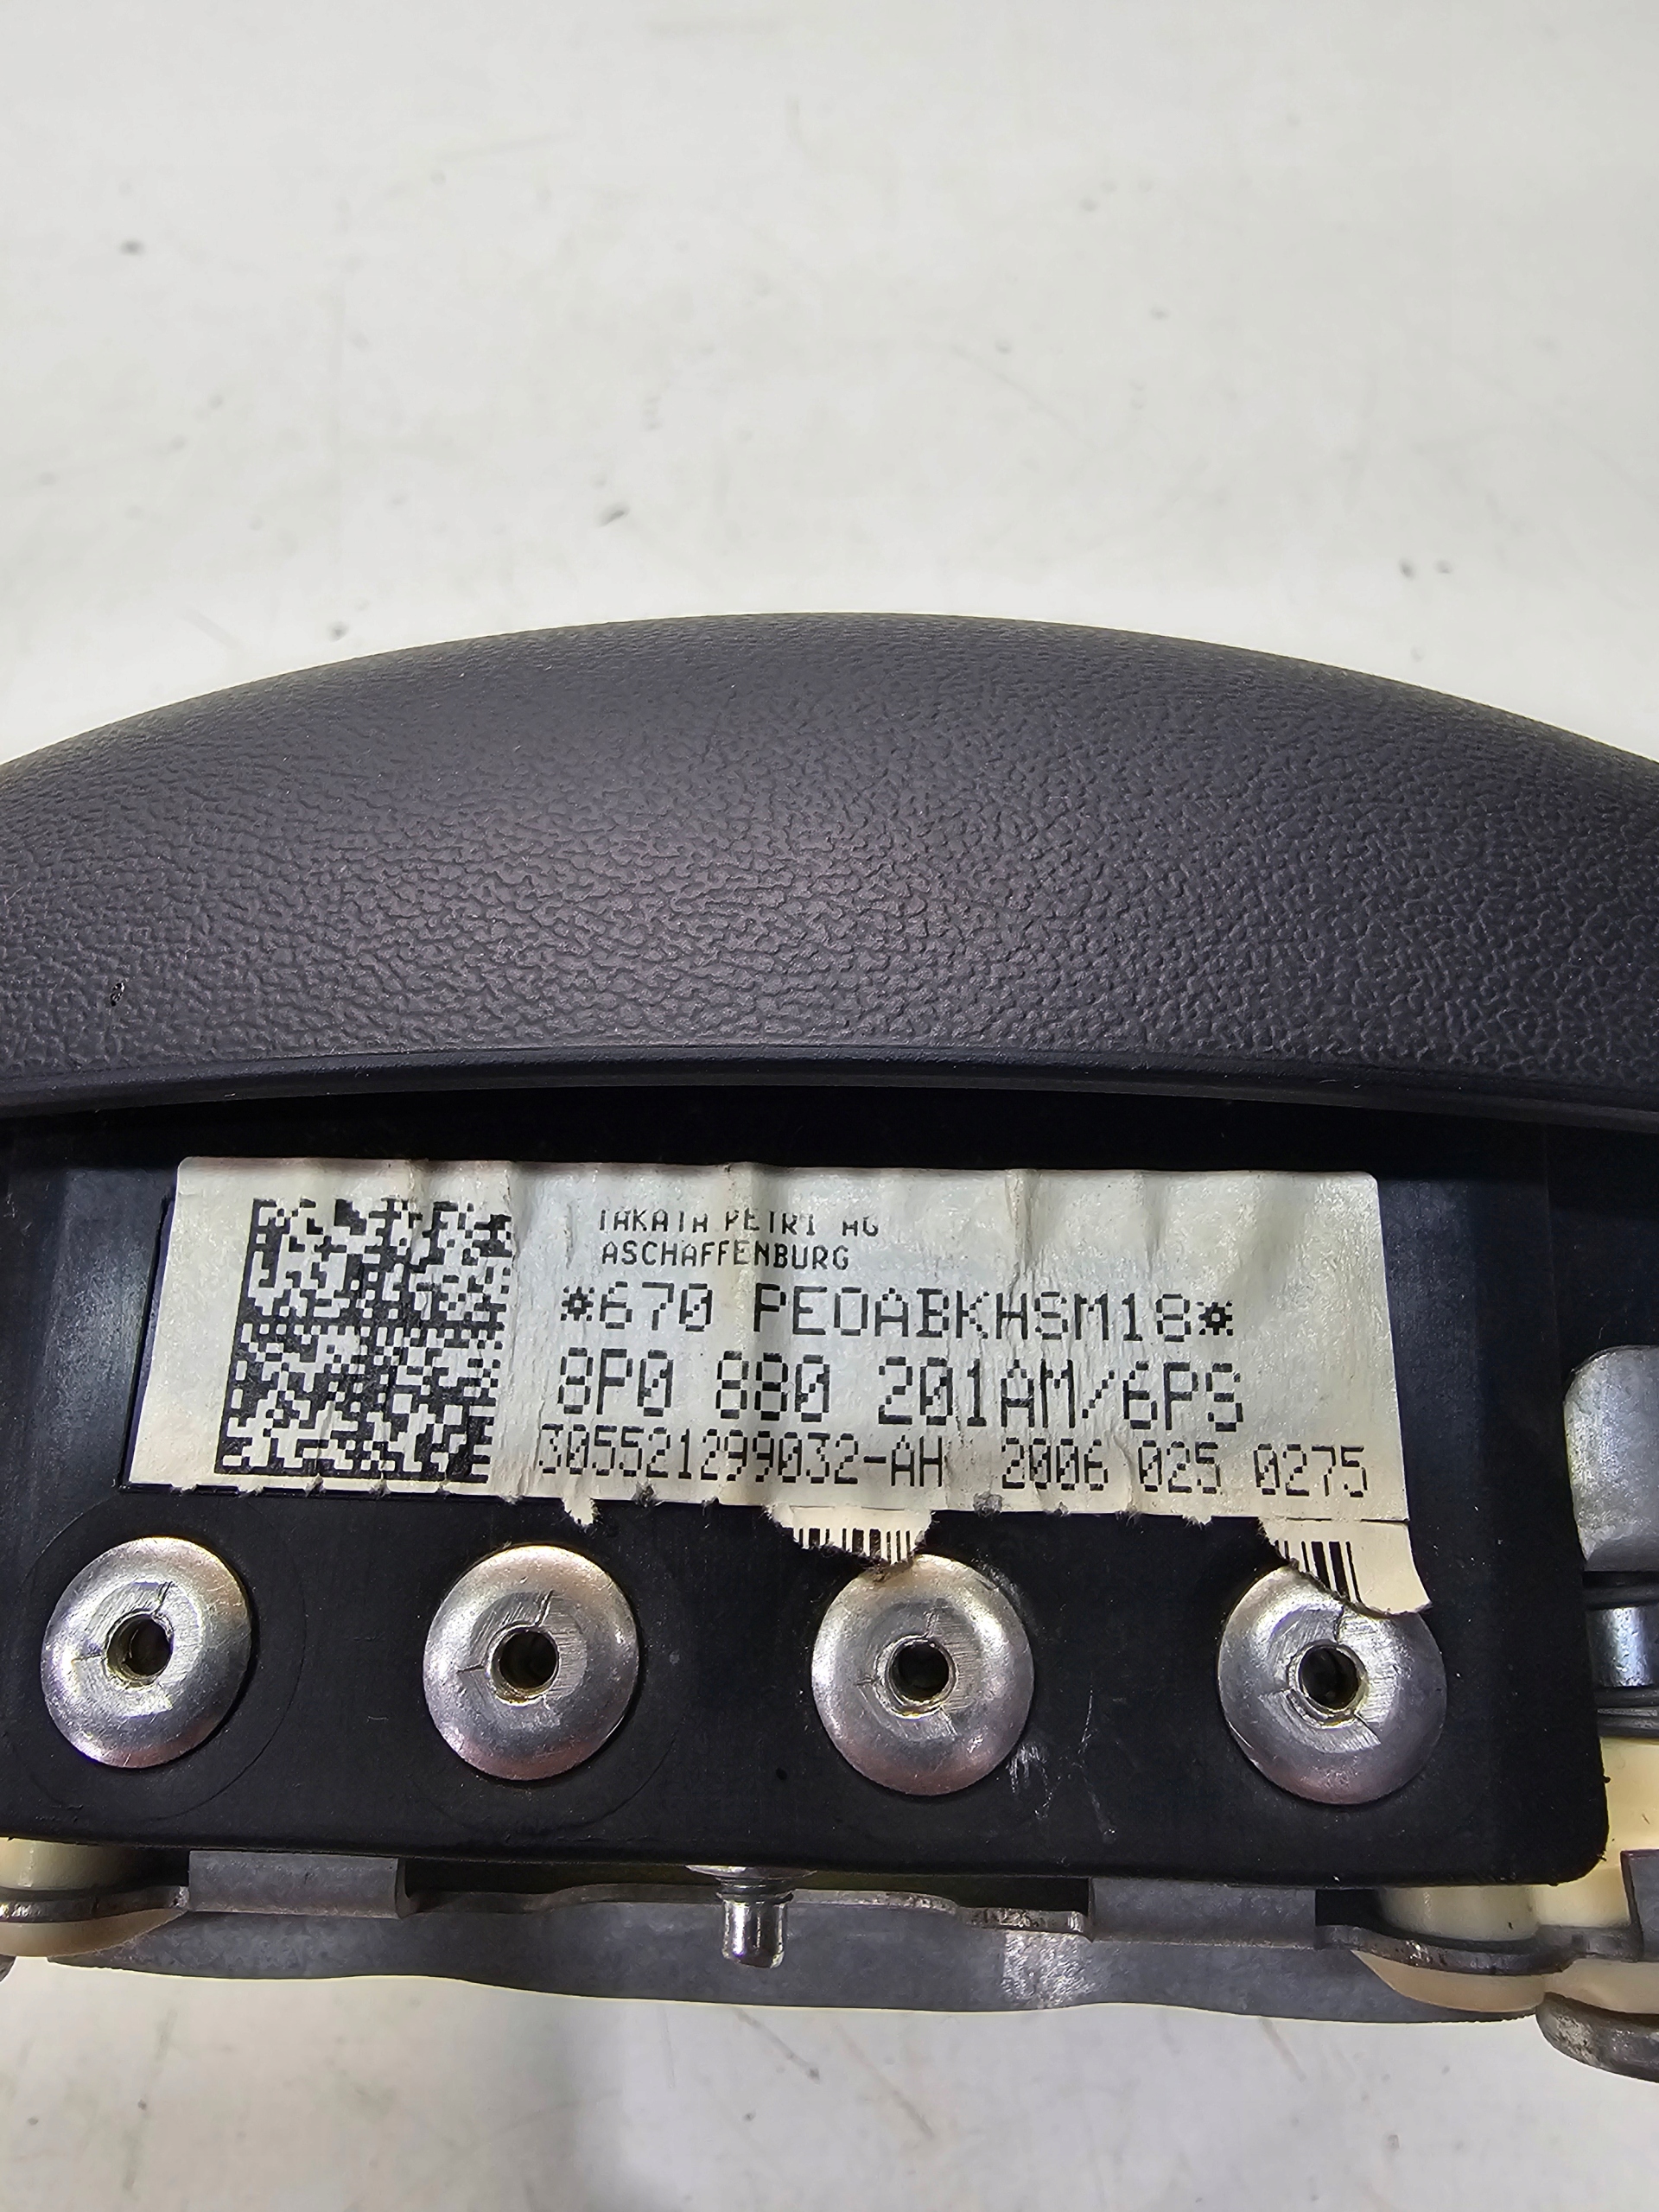 TAKATA PETRI AG
ASCHAFFENBURG
*670 PEOABKHSM18*
8P0 880 201AM/6PS
305521299032-AH 2006 025 0275